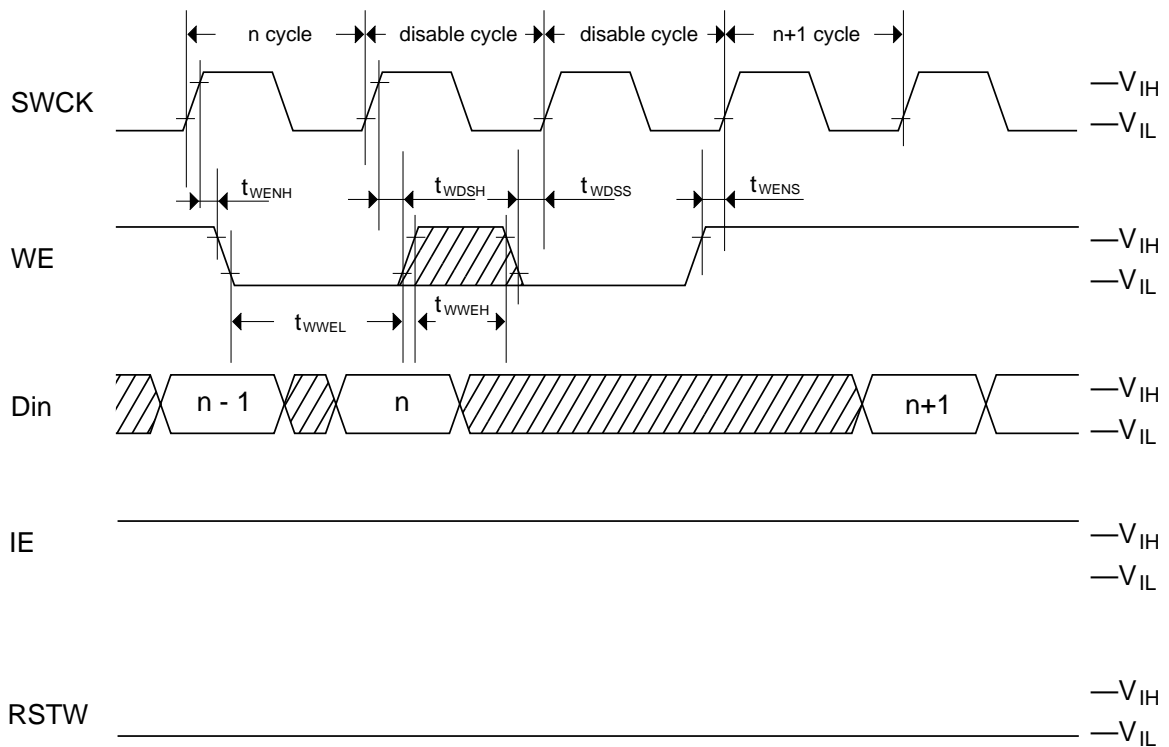 n cycle disable cycle disable cycle n+1 cycle
SWCK
—VIH
—VIL
tWENH tWDSH tWDSS tWENS
WE
—VIH
—VIL
tWWEL tWWEH
Din
n - 1 n n+1
—VIH
—VIL
IE
—VIH
—VIL
RSTW
—VIH
—VIL